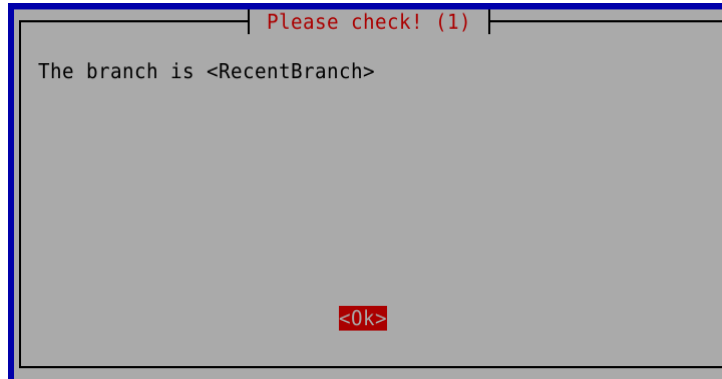 Please check! (1)
The branch is <RecentBranch>
<Ok>